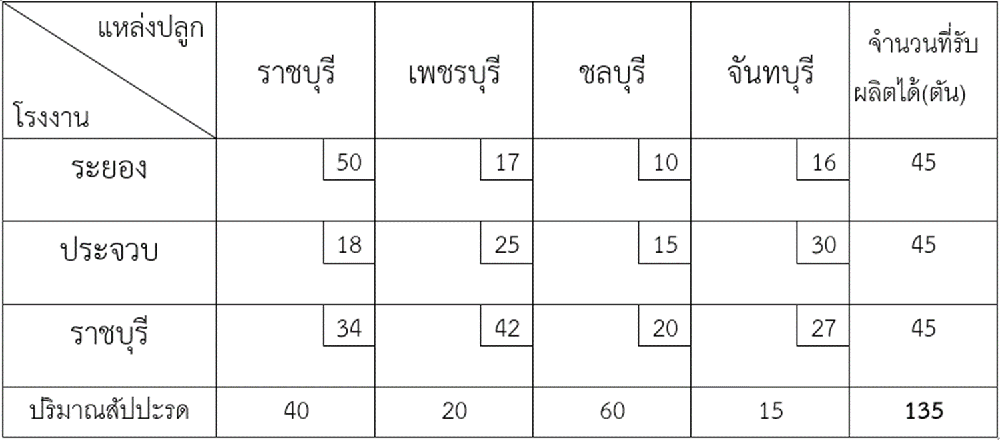 แหล่งปลูก
โรงงาน
ราชบุรี
เพชรบุรี
ชลบุรี
จันทบุรี
จำนวนที่รับ
ผลิตได้(ตัน)
ระยอง 50 17 10 16 45
ประจวบ 18 25 15 30 45
ราชบุรี 34 42 20 27 45
ปริมาณสัปปะรด 40 20 60 15 135